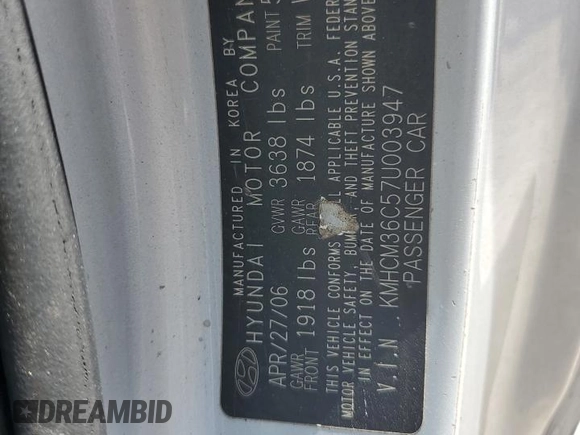 MANUFACTURED IN KOREA BY
HYUNDAI MOTOR COMPAN
APR/27/06 GVWR 3638 lbs PAINT
GAWR FRONT 1918 lbs GAWR REAR 1874 lbs TRIM
THIS VEHICLE CONFORMS ALL APPLICABLE U.S.A. FEDER
MOTOR VEHICLE SAFETY, BUM AND THEFT PREVENTION STAN
IN EFFECT ON THE DATE OF MANUFACTURE SHOWN ABOVE
V.I.N. KMHCM36C57U003947
PASSENGER CAR
DREAMBID